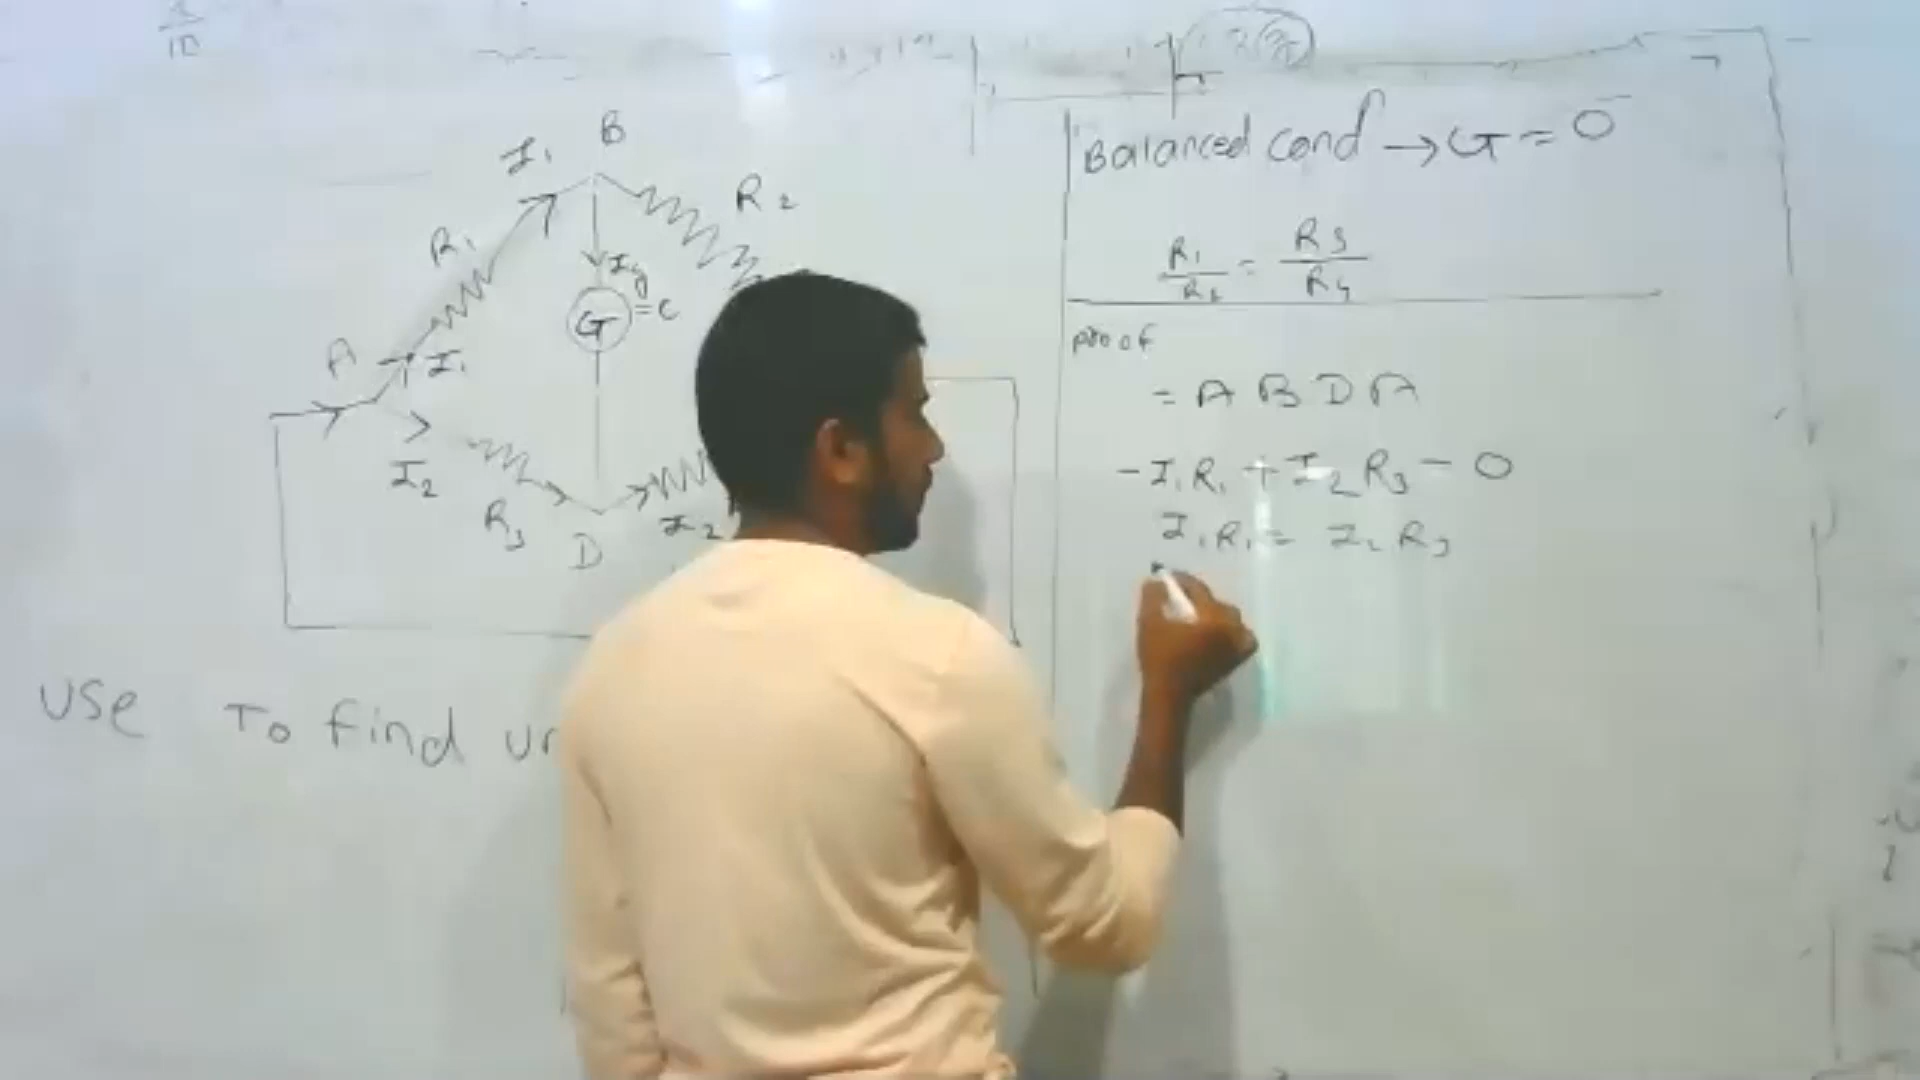 B
I₁
R₂
R₁
Ig
G
A
I₁
I₂
R₃
D
I₂
USE TO find
Balanced cond → G = 0
R₁/R₂ = R₃/R₄
proof
= A B D A
- I₁R₁ + I₂R₃ = 0
I₁R₁ = I₂R₃